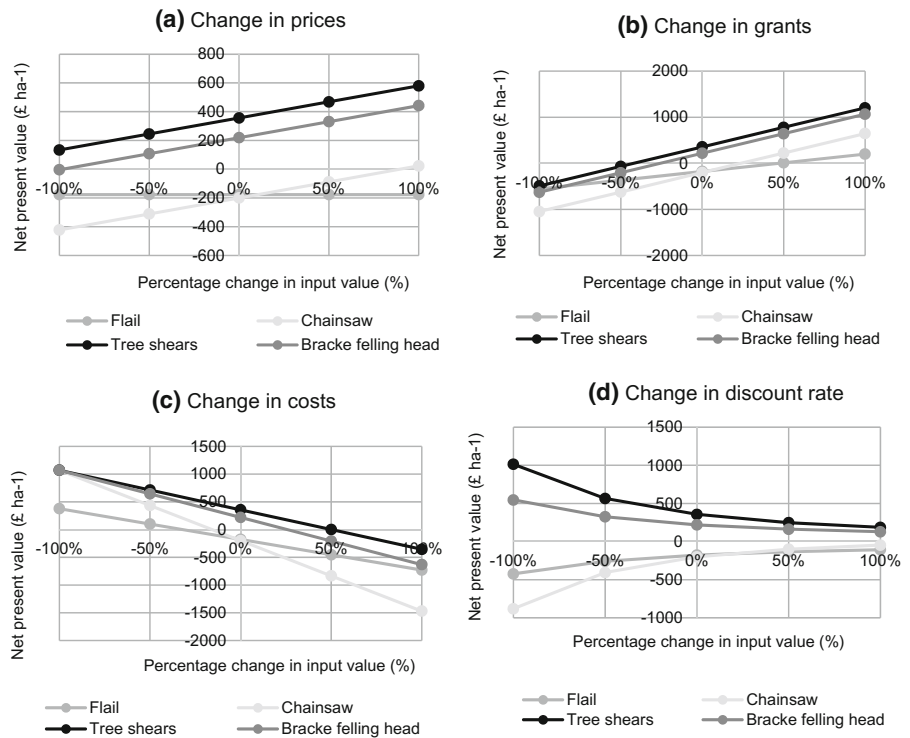 (a) Change in prices
Net present value (£ ha-1)
800
600
400
200
0
-200
-400
-600
-100% -50% 0% 50% 100%
Percentage change in input value (%)
Flail Chainsaw
Tree shears Bracke felling head
(b) Change in grants
Net present value (£ ha-1)
2000
1000
0
-1000
-2000
-100% -50% 0% 50% 100%
Percentage change in input value (%)
Flail Chainsaw
Tree shears Bracke felling head
(c) Change in costs
Net present value (£ ha-1)
1500
1000
500
0
-500
-1000
-1500
-2000
-100% -50% 0% 50% 100%
Percentage change in input value (%)
Flail Chainsaw
Tree shears Bracke felling head
(d) Change in discount rate
Net present value (£ ha-1)
1500
1000
500
0
-500
-1000
-100% -50% 0% 50% 100%
Percentage change in input value (%)
Flail Chainsaw
Tree shears Bracke felling head